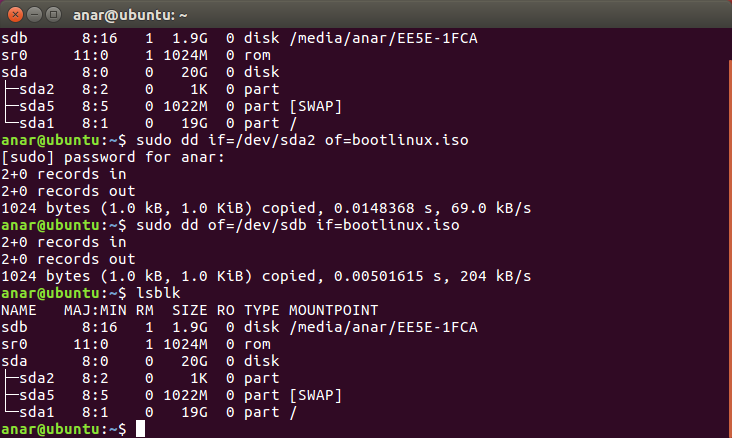 anar@ubuntu: ~
sdb      8:16   1  1.9G  0 disk /media/anar/EE5E-1FCA
sr0     11:0    1 1024M  0 rom
sda      8:0    0   20G  0 disk
├─sda2   8:2    0    1K  0 part
├─sda5   8:5    0 1022M  0 part [SWAP]
└─sda1   8:1    0   19G  0 part /
anar@ubuntu:~$ sudo dd if=/dev/sda2 of=bootlinux.iso
[sudo] password for anar:
2+0 records in
2+0 records out
1024 bytes (1.0 kB, 1.0 KiB) copied, 0.0148368 s, 69.0 kB/s
anar@ubuntu:~$ sudo dd of=/dev/sdb if=bootlinux.iso
2+0 records in
2+0 records out
1024 bytes (1.0 kB, 1.0 KiB) copied, 0.00501615 s, 204 kB/s
anar@ubuntu:~$ lsblk
NAME   MAJ:MIN RM  SIZE RO TYPE MOUNTPOINT
sdb      8:16   1  1.9G  0 disk /media/anar/EE5E-1FCA
sr0     11:0    1 1024M  0 rom
sda      8:0    0   20G  0 disk
├─sda2   8:2    0    1K  0 part
├─sda5   8:5    0 1022M  0 part [SWAP]
└─sda1   8:1    0   19G  0 part /
anar@ubuntu:~$